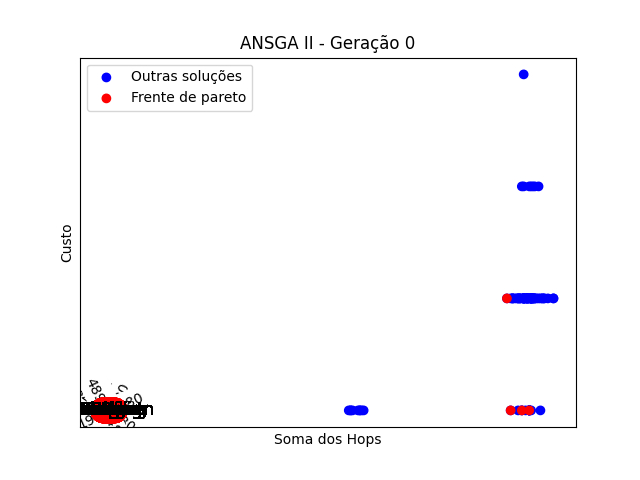 ANSGA II - Geração 0
Outras soluções
Frente de pareto
Custo
Soma dos Hops